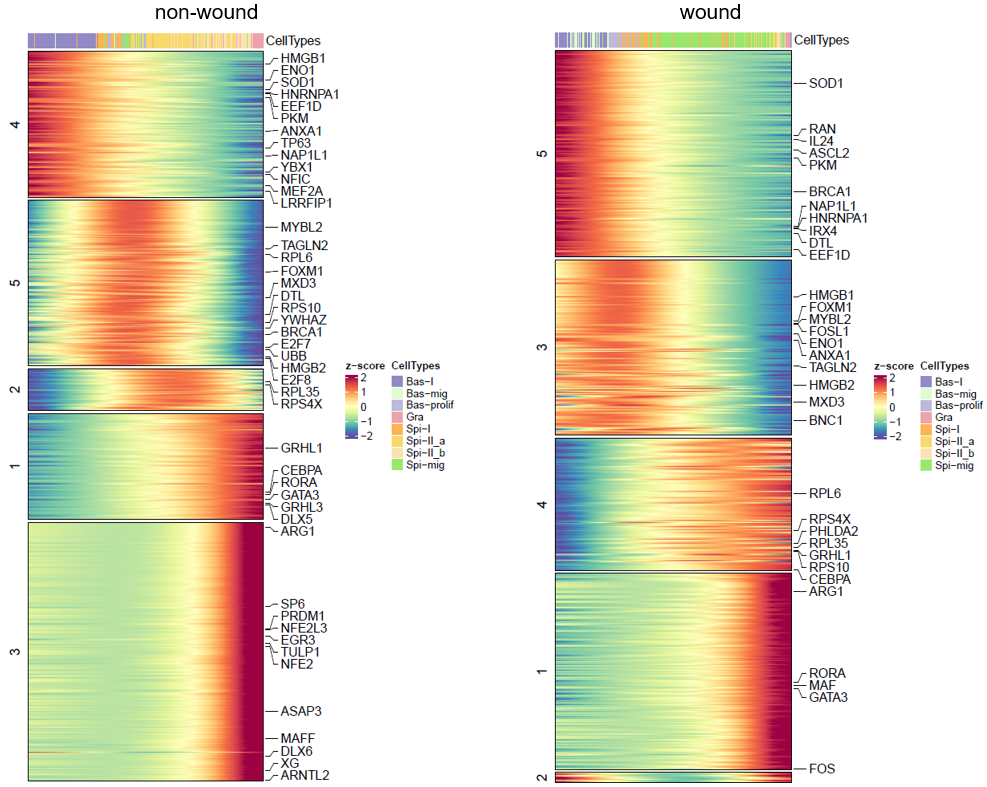 non-wound
CellTypes
4
HMGB1
ENO1
SOD1
HNRNPA1
EEF1D
PKM
ANXA1
TP63
NAP1L1
YBX1
NFIC
MEF2A
LRRFIP1
5
MYBL2
TAGLN2
RPL6
FOXM1
MXD3
DTL
RPS10
YWHAZ
BRCA1
E2F7
UBB
HMGB2
E2F8
RPL35
RPS4X
2
1
GRHL1
CEBPA
RORA
GATA3
GRHL3
DLX5
ARG1
3
SP6
PRDM1
NFE2L3
EGR3
TULP1
NFE2
ASAP3
MAFF
DLX6
XG
ARNTL2
z-score
2
1
0
-1
-2
CellTypes
Bas-I
Bas-mig
Bas-prolif
Gra
Spi-I
Spi-II_a
Spi-II_b
Spi-mig
wound
CellTypes
5
SOD1
RAN
IL24
ASCL2
PKM
BRCA1
NAP1L1
HNRNPA1
IRX4
DTL
EEF1D
3
HMGB1
FOXM1
MYBL2
FOSL1
ENO1
ANXA1
TAGLN2
HMGB2
MXD3
BNC1
4
RPL6
RPS4X
PHLDA2
RPL35
GRHL1
RPS10
CEBPA
ARG1
1
RORA
MAF
GATA3
FOS
2
z-score
2
1
0
-1
-2
CellTypes
Bas-I
Bas-mig
Bas-prolif
Gra
Spi-I
Spi-II_a
Spi-II_b
Spi-mig